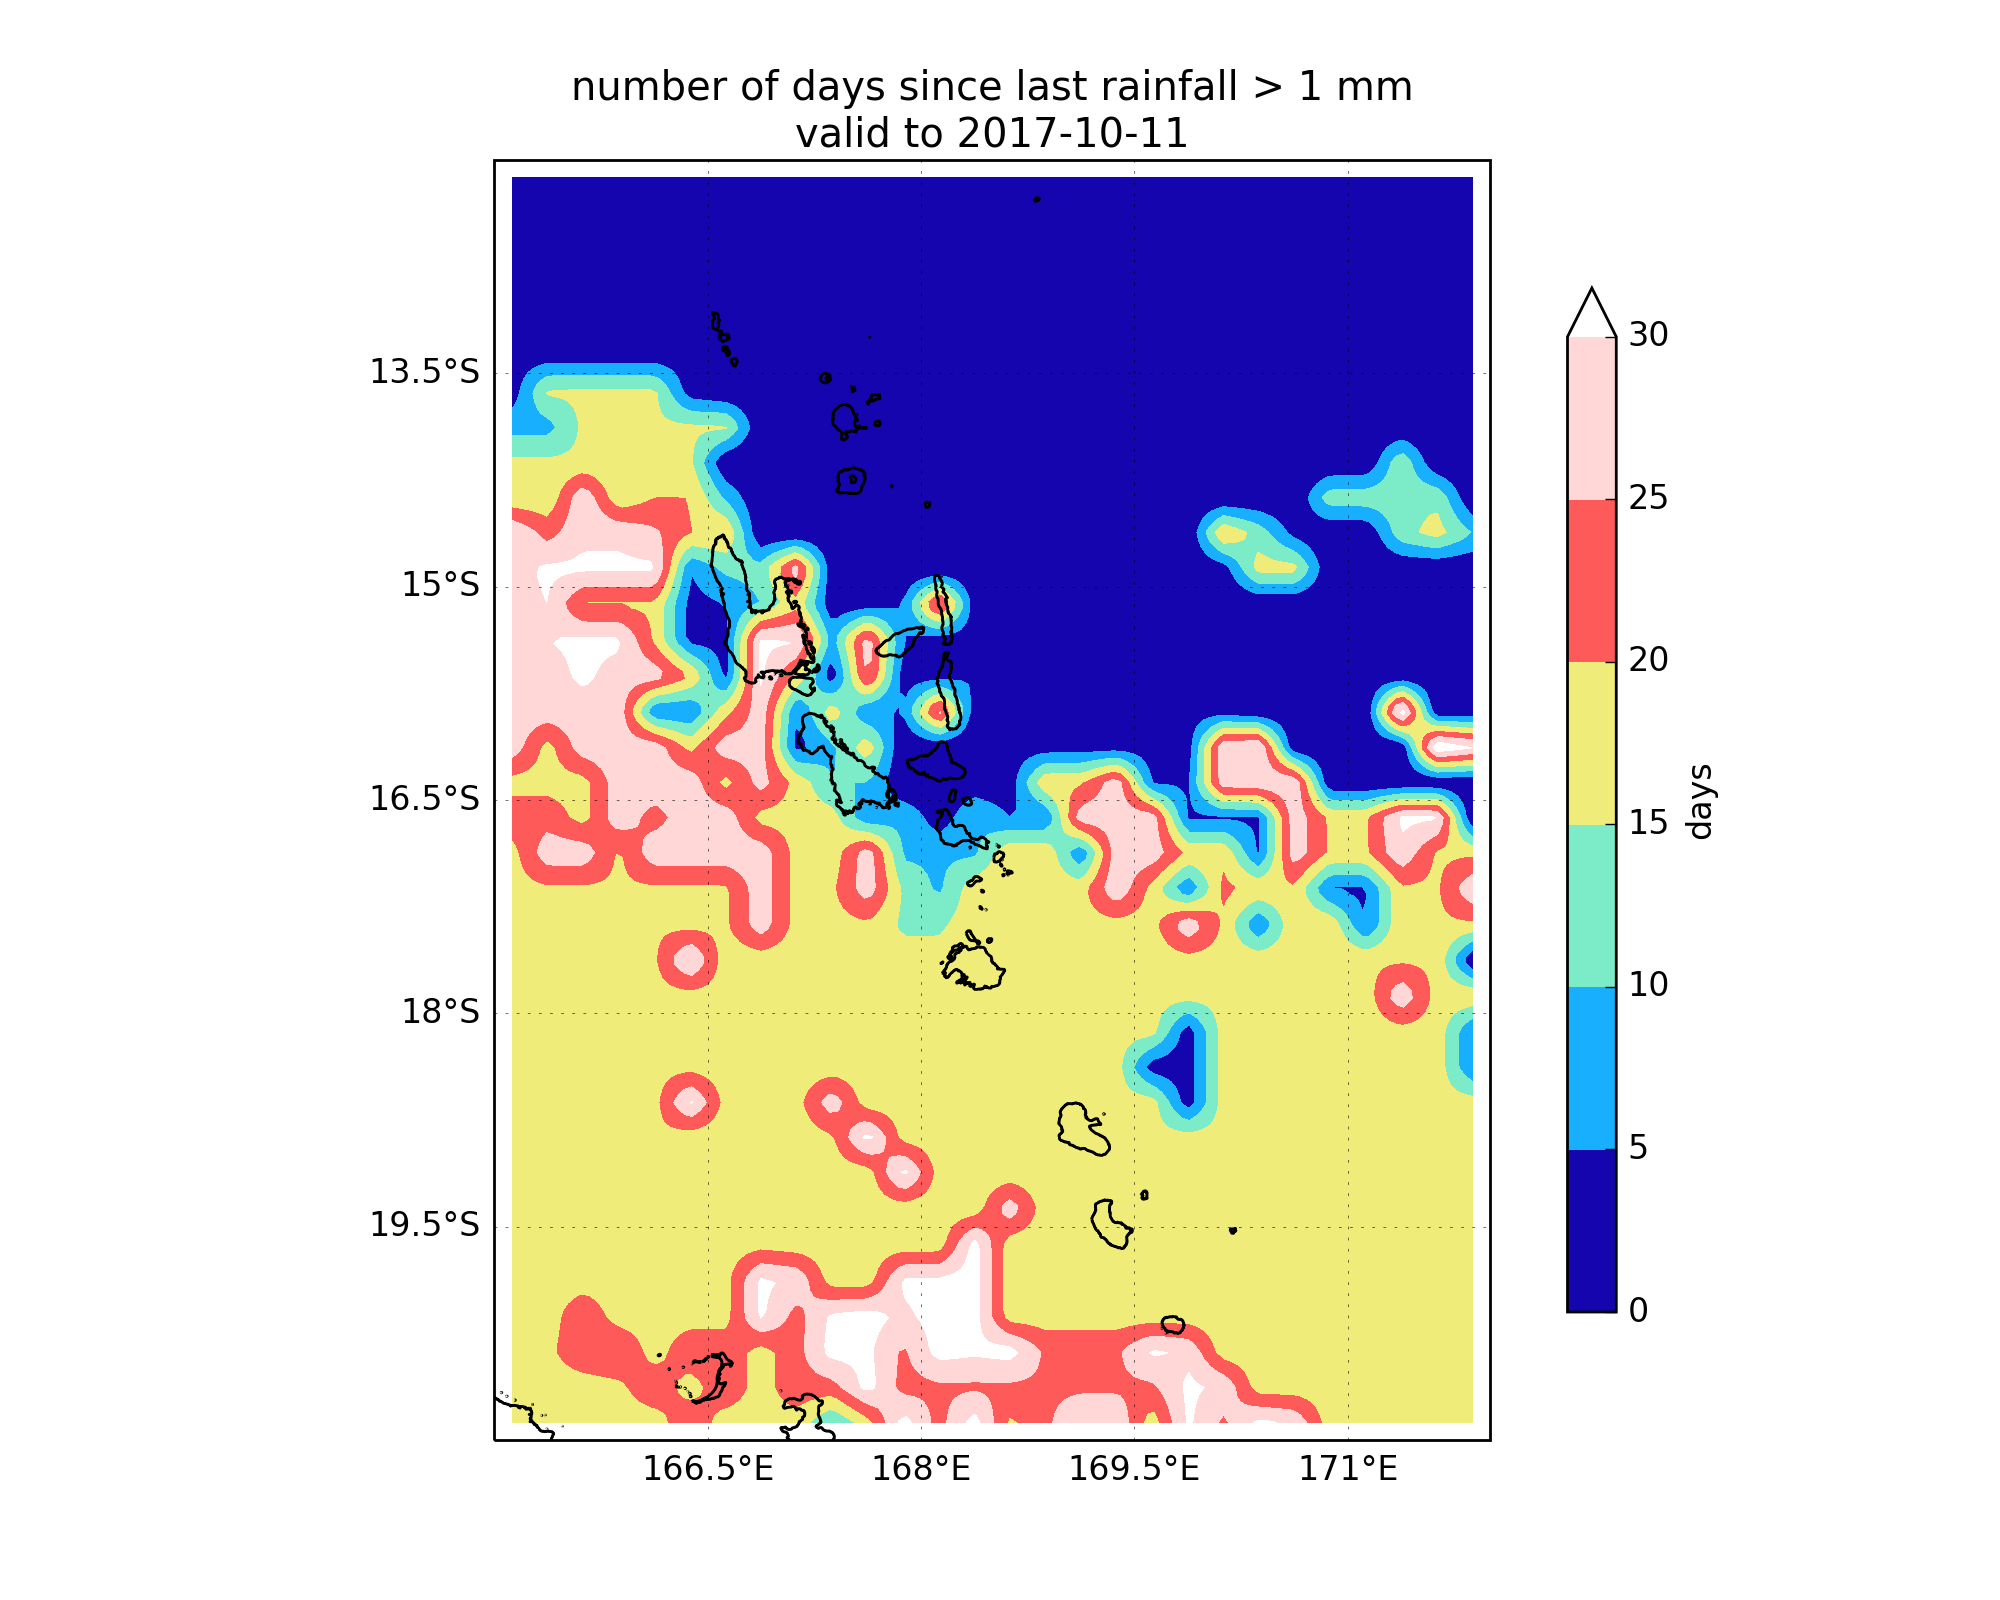 number of days since last rainfall > 1 mm
valid to 2017-10-11
13.5°S
15°S
16.5°S
18°S
19.5°S
166.5°E
168°E
169.5°E
171°E
30
25
20
15
10
5
0
days